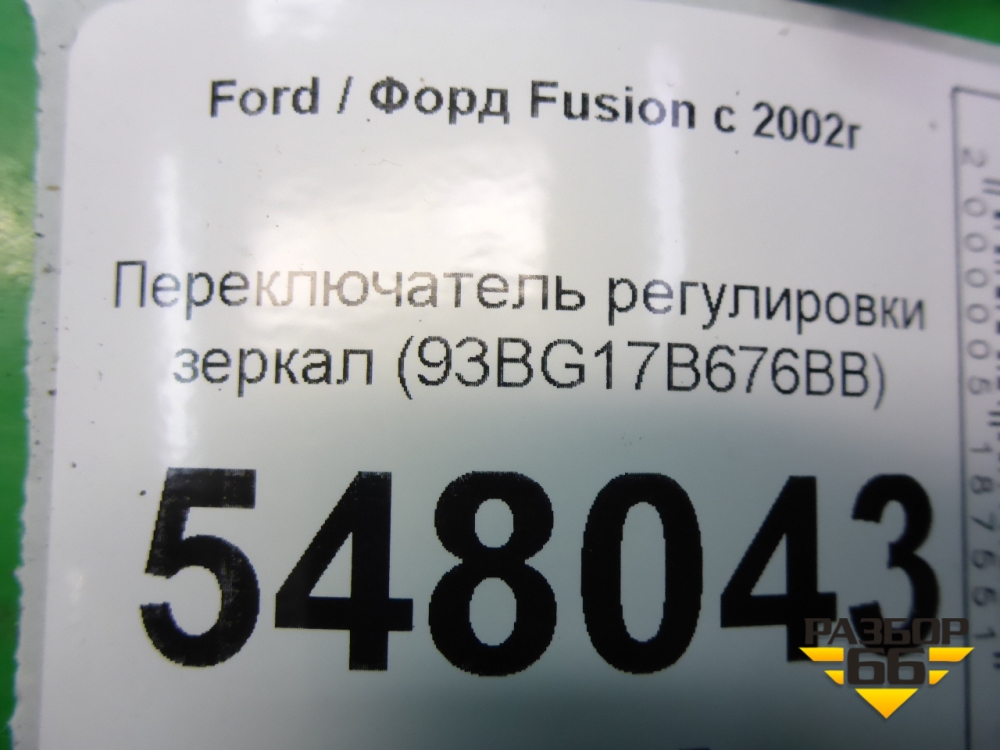 Ford / Форд Fusion с 2002г
Переключатель регулировки
зеркал (93BG17B676BB)
548043
РАЗБОР
66